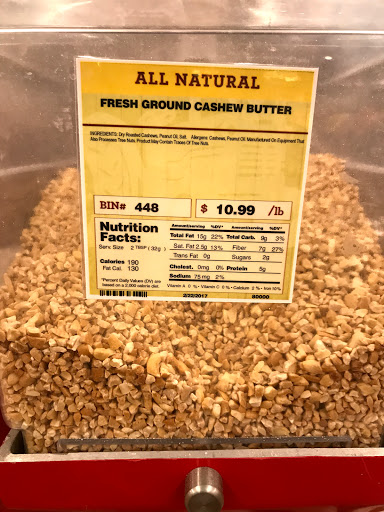 ALL NATURAL
FRESH GROUND CASHEW BUTTER
INGREDIENTS: Dry Roasted Cashews, Peanut Oil, Salt. Allergens: Cashews, Peanut. Manufactured On Equipment That
Also Processes Tree Nuts. Product May Contain Traces Of Tree Nuts.
BIN# 448 $ 10.99 /lb
Nutrition Facts:
Serv. Size 2 TBSP (32g)
Calories 190
Fat Cal. 130
*Percent Daily Values (DV) are
based on a 2,000 calorie diet.
Amount/serving %DV* Amount/serving %DV*
Total Fat 15g 22% Total Carb. 9g 3%
Sat. Fat 2.5g 13% Fiber 7g 27%
Trans Fat 0g Sugars 2g
Cholest. 0mg 0% Protein 5g
Sodium 75mg 2%
Vitamin A 0 % • Vitamin C 0 % • Calcium 2 % • Iron 10%
2/22/2017 80000